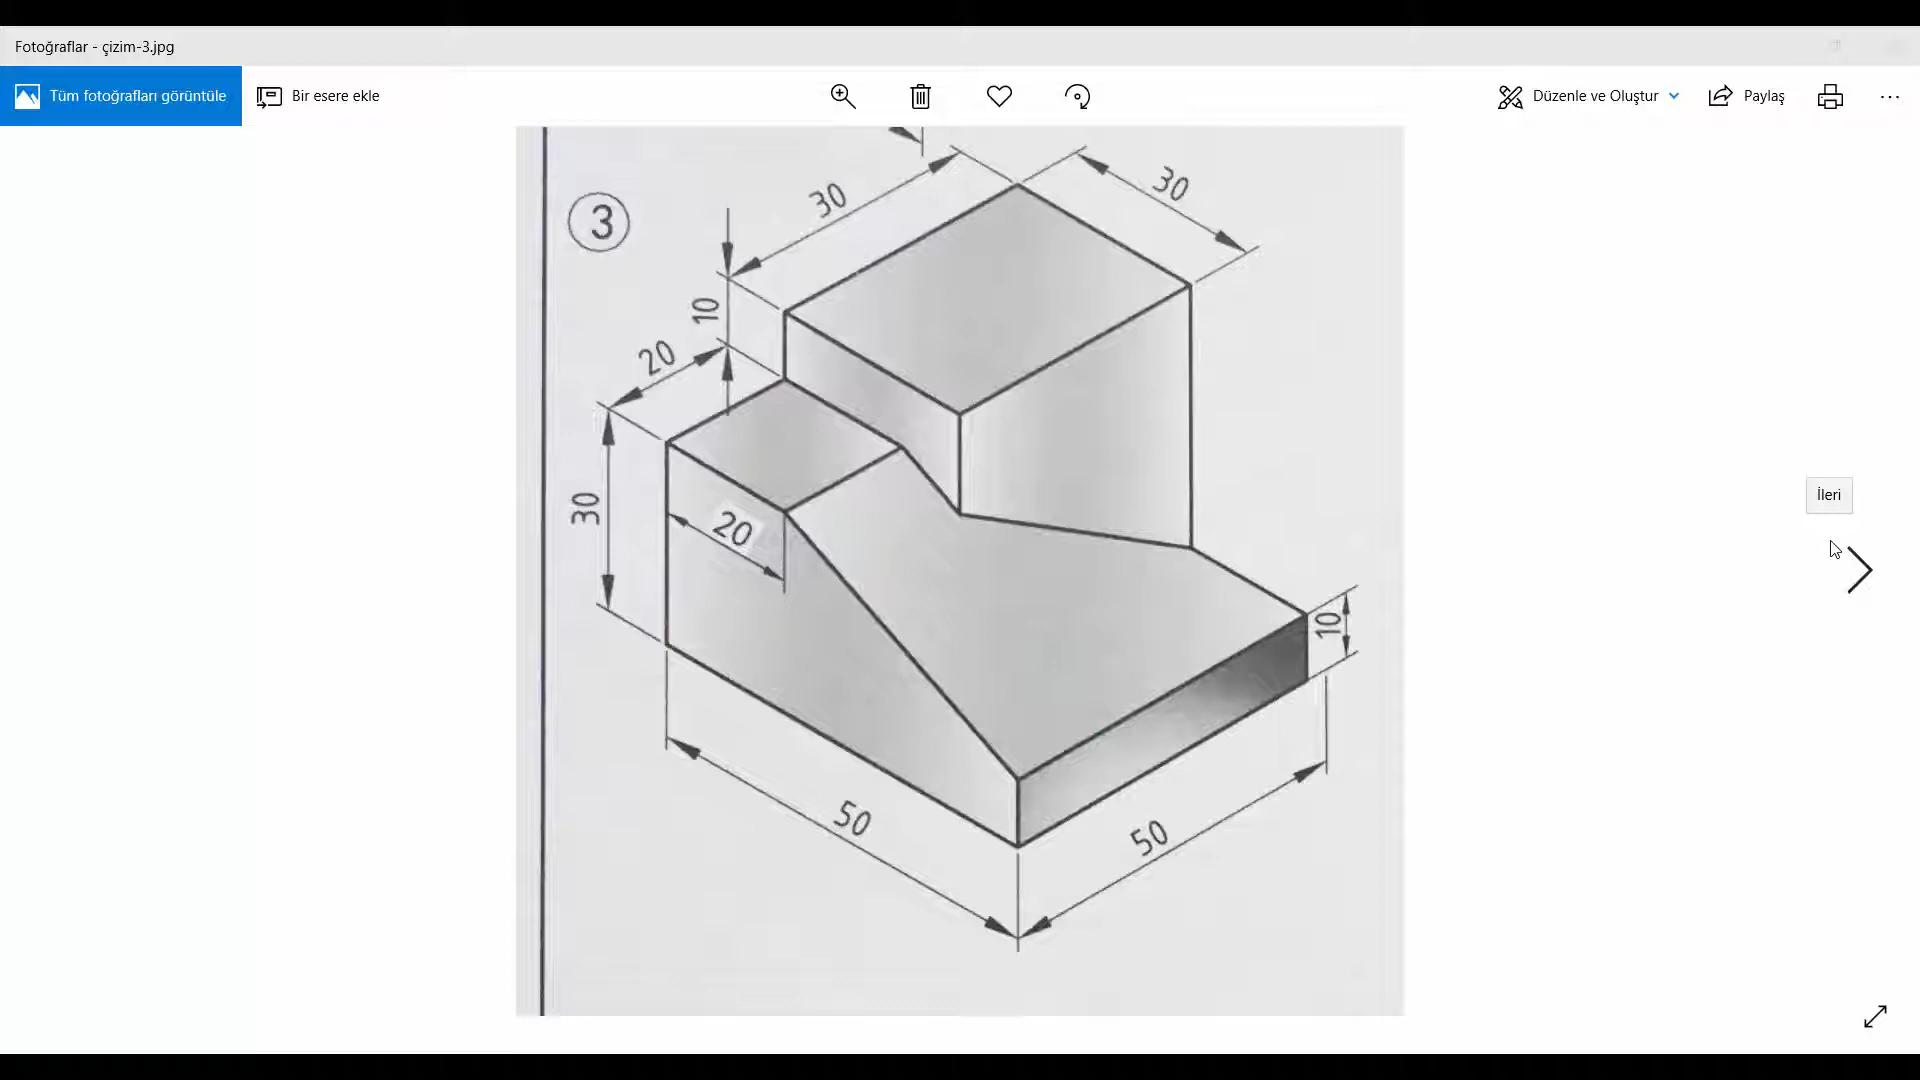 Fotoğraflar - çizim-3.jpg
Tüm fotoğrafları görüntüle
Bir esere ekle
Düzenle ve Oluştur
Paylaş
3
30
30
10
20
30
20
10
50
50
İleri